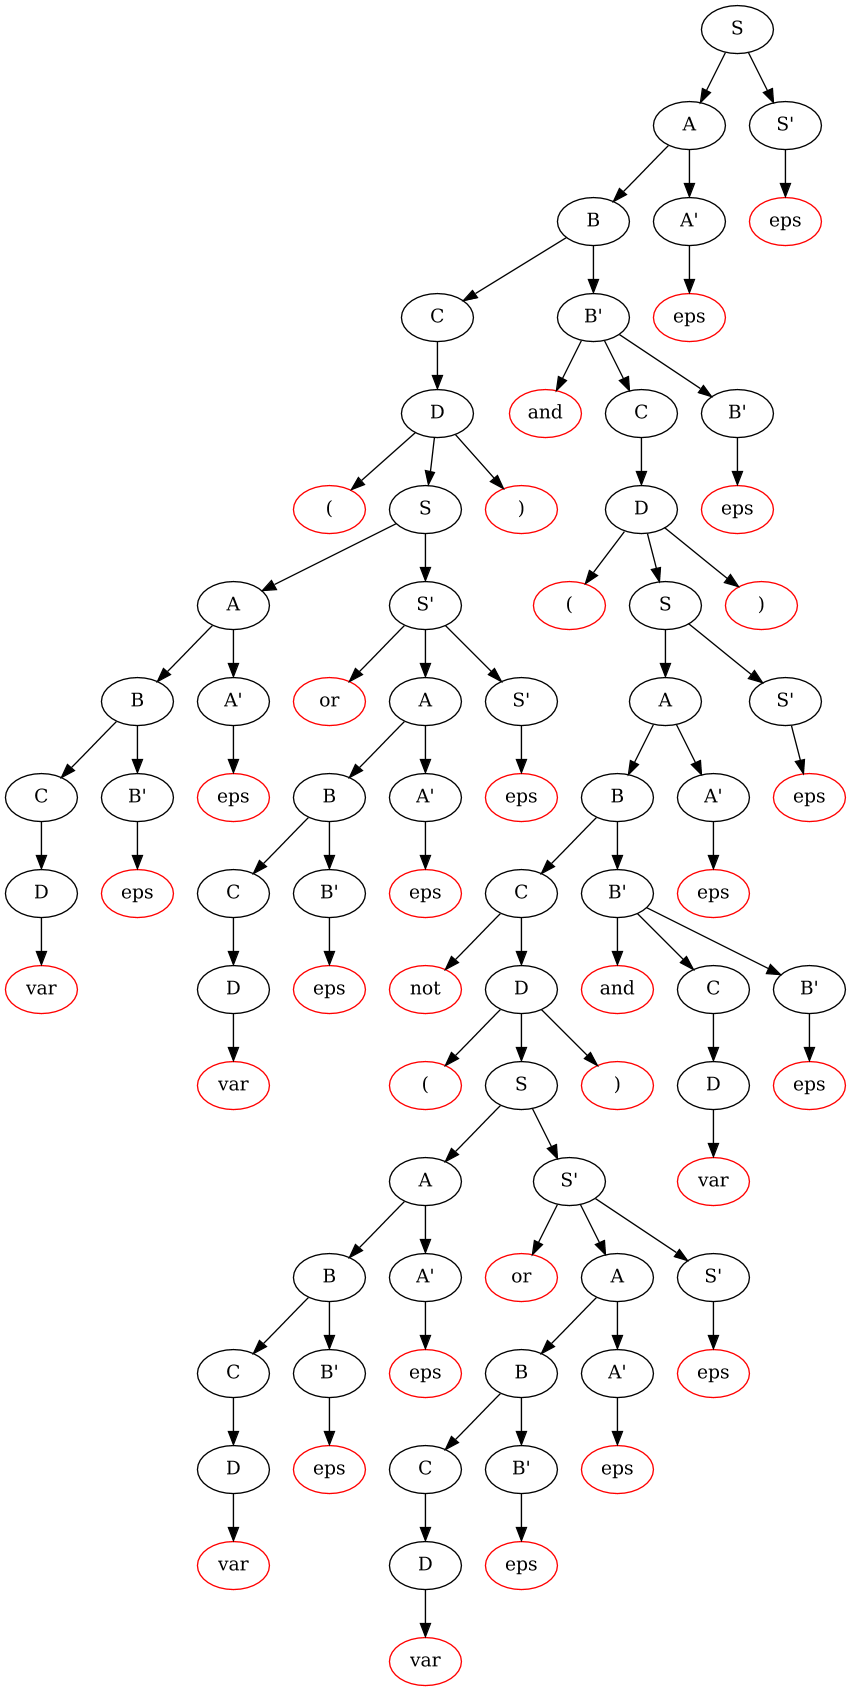 S
A S'
B A' eps
C B' eps
D and C B'
( S ) D eps
A S' ( S )
B A' or A S' A S'
C B' eps B A' eps B A' eps
D eps C B' eps C B' eps
var D eps not D and C B'
var ( S ) D eps
A S' var
B A' or A S'
C B' eps B A' eps
D eps C B' eps
var D eps
var